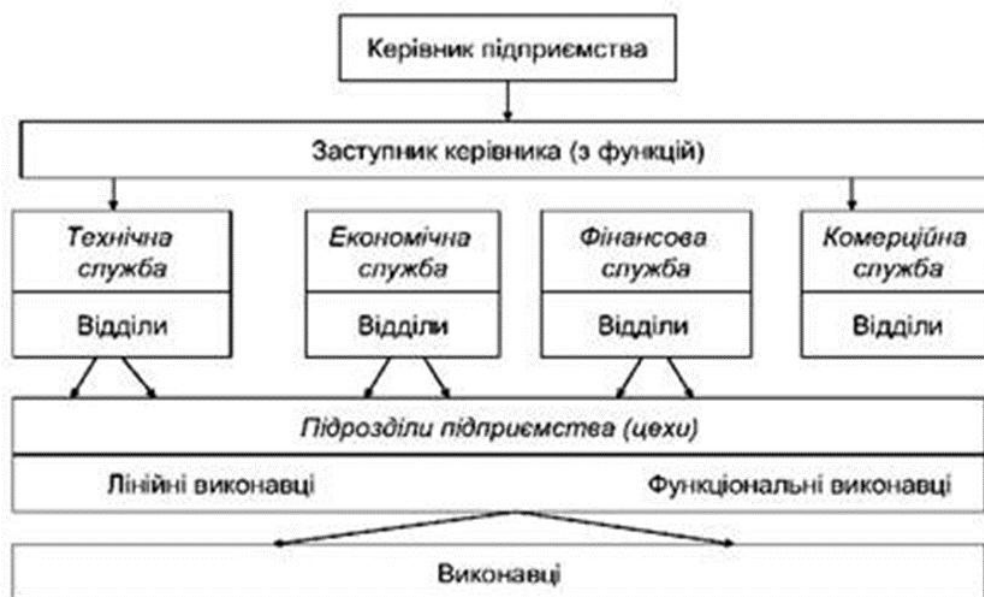 Керівник підприємства
Заступник керівника (з функцій)
Технічна
служба
Відділи
Економічна
служба
Відділи
Фінансова
служба
Відділи
Комерційна
служба
Відділи
Підрозділи підприємства (цехи)
Лінійні виконавці
Функціональні виконавці
Виконавці